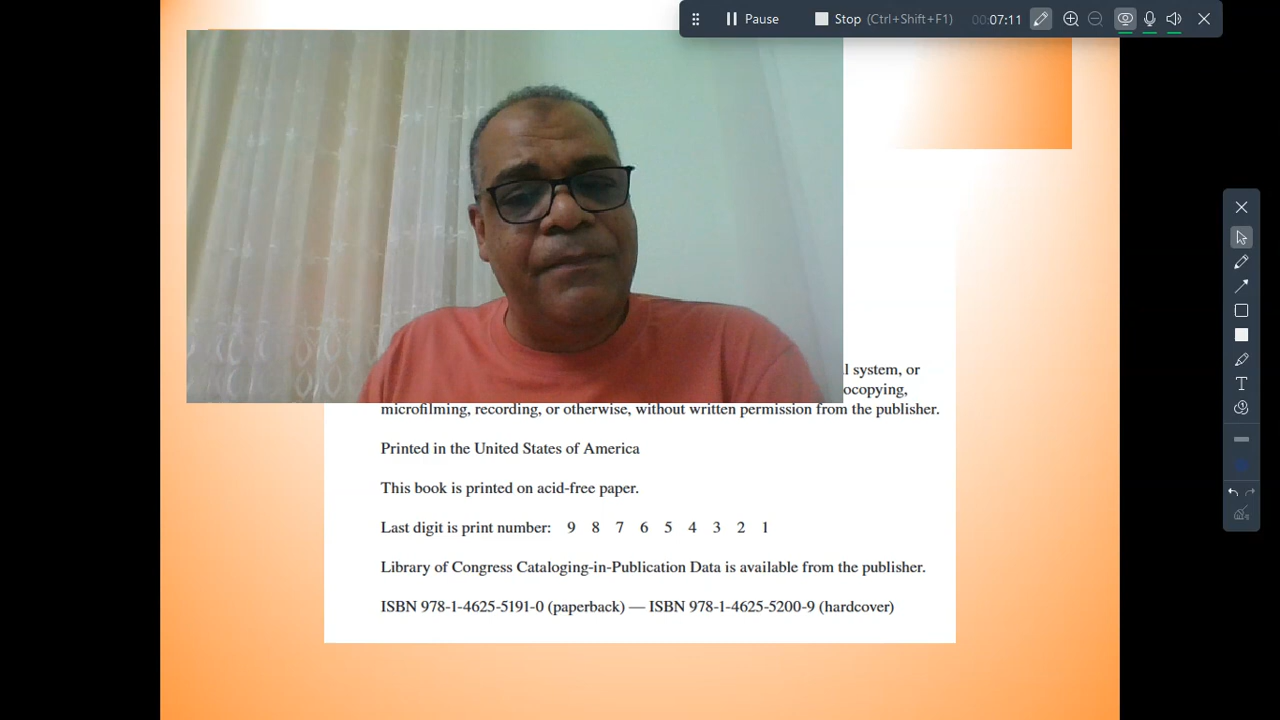 Pause
Stop (Ctrl+Shift+F1)
00:07:11
system, or
microfilming, recording, or otherwise, without written permission from the publisher.
Printed in the United States of America
This book is printed on acid-free paper.
Last digit is print number: 9 8 7 6 5 4 3 2 1
Library of Congress Cataloging-in-Publication Data is available from the publisher.
ISBN 978-1-4625-5191-0 (paperback) — ISBN 978-1-4625-5200-9 (hardcover)